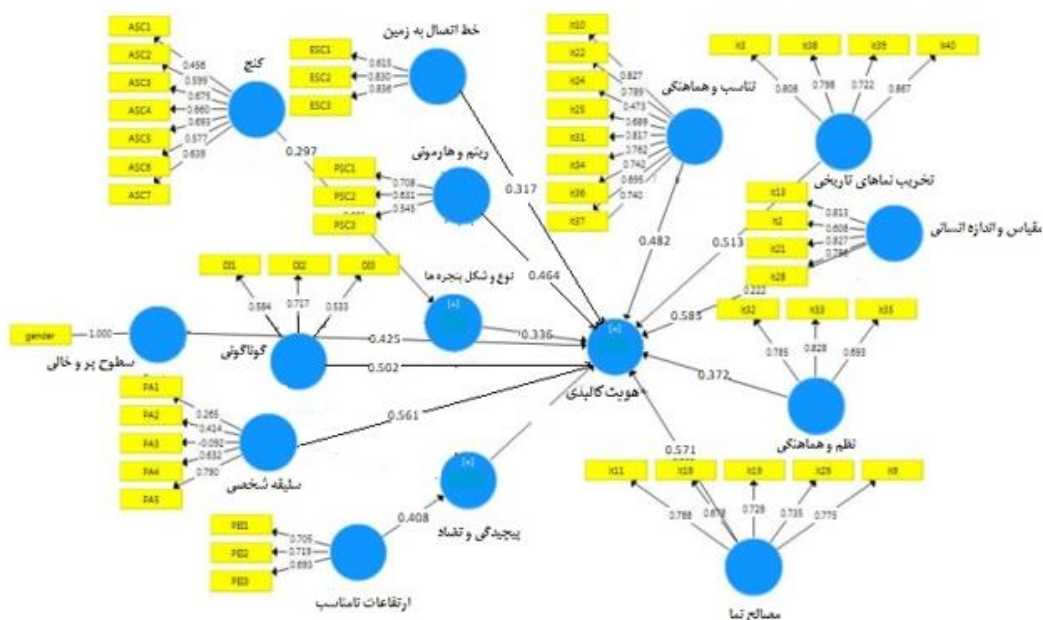 ASC1
ASC2
ASC3
ASC4
ASC5
ASC6
ASC7
0.456
0.599
0.675
0.660
0.693
0.577
0.639
کنج
0.297
ESC1
ESC2
ESC3
0.615
0.830
0.836
خط اتصال به زمین
0.317
PSC1
PSC2
PSC3
0.708
0.631
0.545
ریتم و هارمونی
0.464
it10
it22
it24
it25
it31
it34
it36
it37
0.827
0.789
0.473
0.689
0.817
0.762
0.742
0.695
0.740
تناسب و هماهنگی
0.482
it3
it38
it39
it40
0.808
0.798
0.722
0.867
تخریب نماهای تاریخی
0.513
it13
it2
it21
it28
0.813
0.608
0.827
0.786
مقیاس و اندازه انسانی
0.222
0.585
نوع و شکل پنجره ها
[+]
0.336
DI1
DI2
DI3
0.584
0.717
0.533
گوناگونی
0.502
gender
1.000
سطوح پر و خالی
0.425
PA1
PA2
PA3
PA4
PA5
0.265
0.414
-0.092
0.632
0.790
سلیقه شخصی
0.561
[+]
هویت کالبدی
it32
it33
it35
0.785
0.828
0.693
نظم و هماهنگی
0.372
[+]
پیچیدگی و تضاد
0.408
PEI1
PEI2
PEI3
0.705
0.719
0.693
ارتفاعات نامناسب
0.571
it11
it18
it19
it29
it9
0.788
0.678
0.728
0.735
0.775
مصالح نما